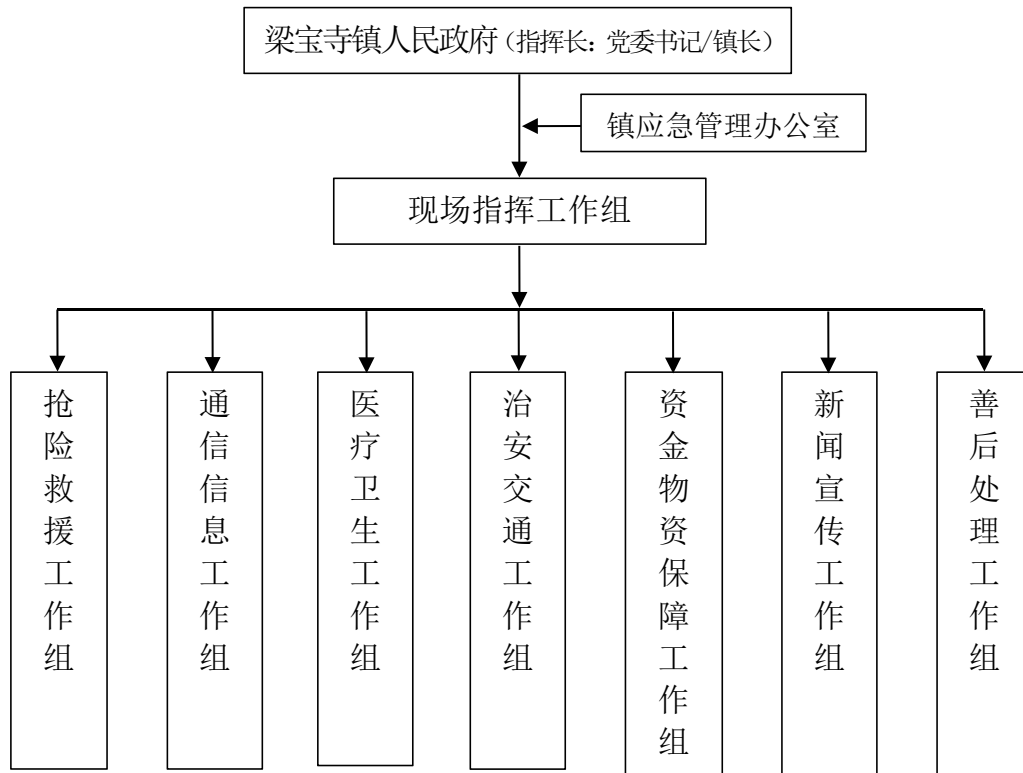 梁宝寺镇人民政府（指挥长：党委书记/镇长）
镇应急管理办公室
现场指挥工作组
抢险救援工作组
通信信息工作组
医疗卫生工作组
治安交通工作组
资金物资保障工作组
新闻宣传工作组
善后处理工作组